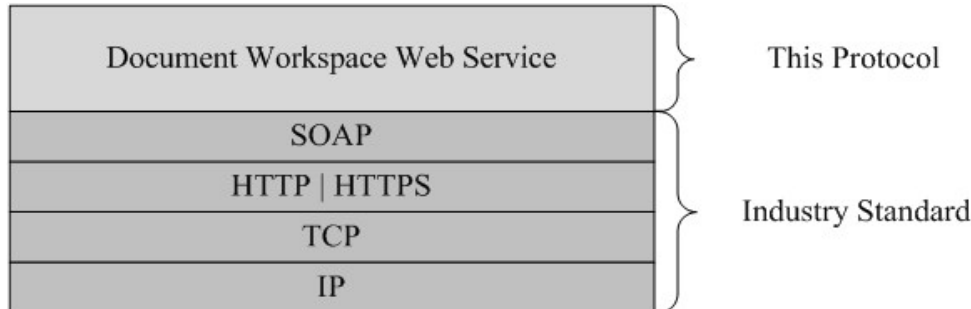 Document Workspace Web Service
This Protocol
SOAP
HTTP | HTTPS
TCP
IP
Industry Standard